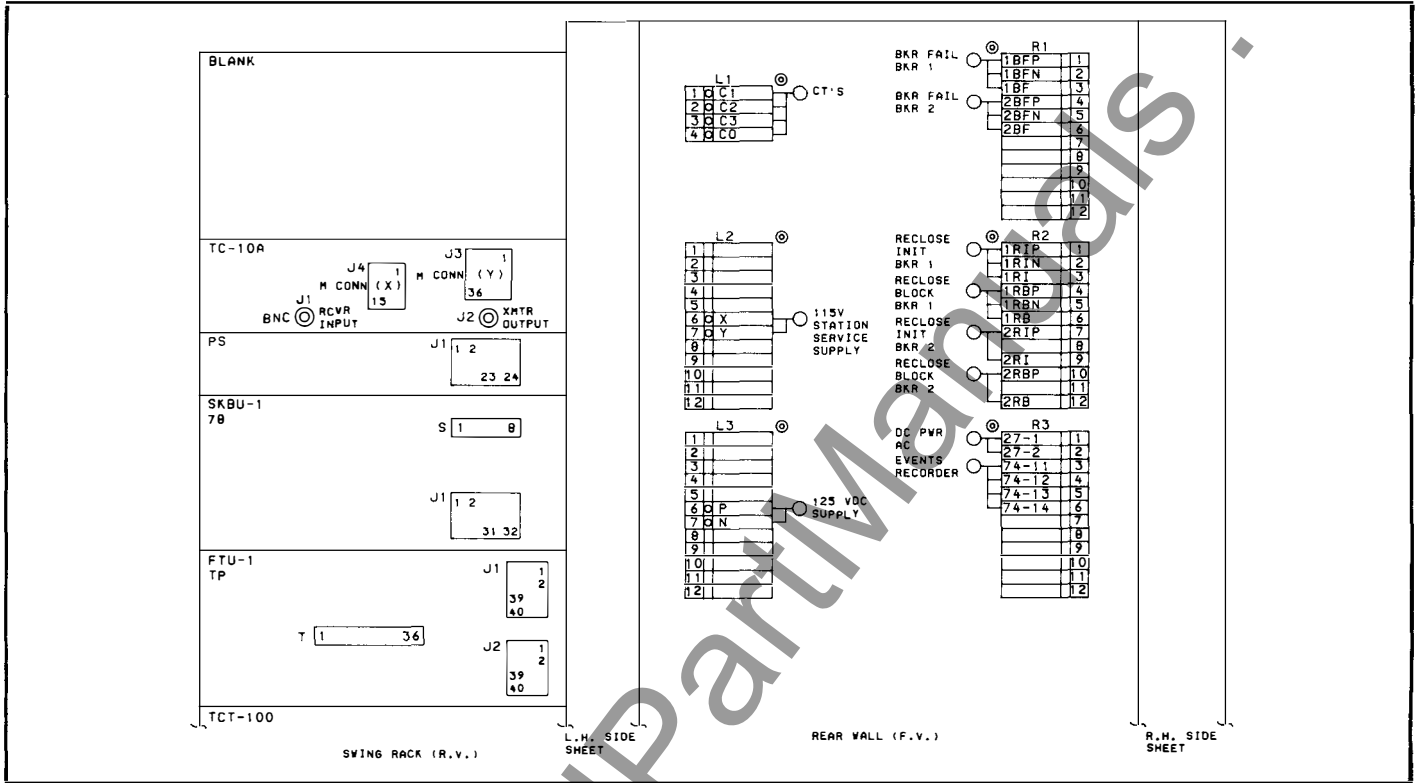 BLANK
TC-10A
J4
1
M CONN (X)
15
J3
1
M CONN (Y)
36
J1
BNC RCVR
INPUT
J2 XMTR
OUTPUT
PS
J1
1 2
23 24
SKBU-1
78
S 1 8
J1
1 2
31 32
FTU-1
TP
J1
1
2
39
40
T 1 36
J2
1
2
39
40
TCT-100
SWING RACK (R.V.)
L.H. SIDE
SHEET
L1
1 C1
2 C2
3 C3
4 C0
CT'S
L2
1
2
3
4
5
6 X
7 Y
8
9
10
11
12
115V
STATION
SERVICE
SUPPLY
L3
1
2
3
4
5
6 P
7 N
8
9
10
11
12
125 VDC
SUPPLY
BKR FAIL
BKR 1
BKR FAIL
BKR 2
R1
1BFP 1
1BFN 2
1BF 3
2BFP 4
2BFN 5
2BF 6
7
8
9
10
11
12
RECLOSE
INIT
BKR 1
RECLOSE
BLOCK
BKR 1
RECLOSE
INIT
BKR 2
RECLOSE
BLOCK
BKR 2
R2
1RIP 1
1RIN 2
1RI 3
1RBP 4
1RBN 5
1RB 6
2RIP 7
8
2RI 9
2RBP 10
11
2RB 12
DC PWR
AC
EVENTS
RECORDER
R3
27-1 1
27-2 2
74-11 3
74-12 4
74-13 5
74-14 6
7
8
9
10
11
12
REAR WALL (F.V.)
R.H. SIDE
SHEET
PartManuals.